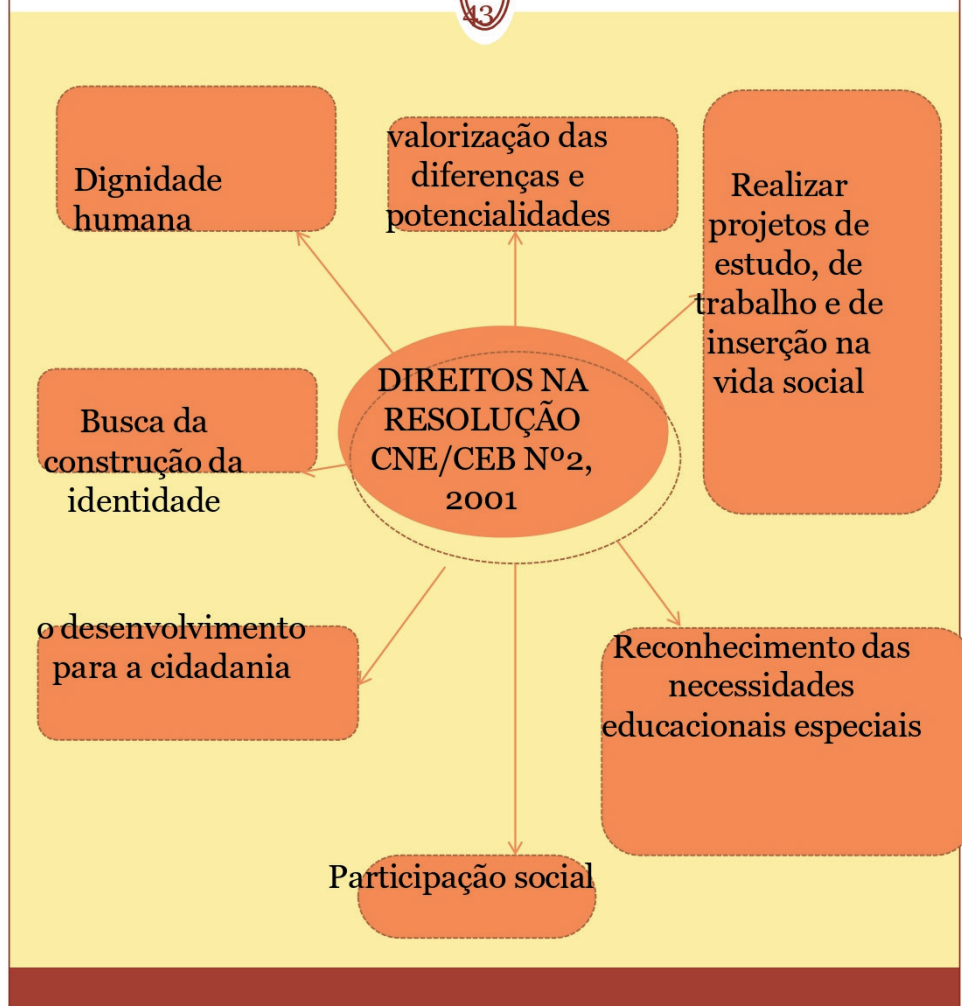 43
Dignidade
humana
valorização das
diferenças e
potencialidades
Realizar
projetos de
estudo, de
trabalho e de
inserção na
vida social
DIREITOS NA
RESOLUÇÃO
CNE/CEB Nº2,
2001
Busca da
construção da
identidade
o desenvolvimento
para a cidadania
Reconhecimento das
necessidades
educacionais especiais
Participação social